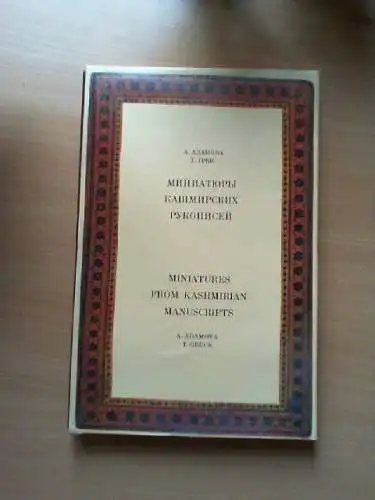 А. АДАМОВА
Т. ГРЕК
МИНИАТЮРЫ
КАШМИРСКИХ
РУКОПИСЕЙ
MINIATURES
FROM KASHMIRIAN
MANUSCRIPTS
A. ADAMOVA
T. GRECK